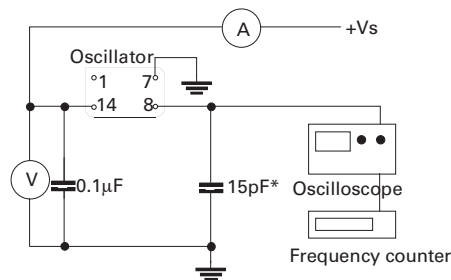 A
+Vs
Oscillator
1 7
14 8
V
0.1µF
15pF*
Oscilloscope
Frequency counter